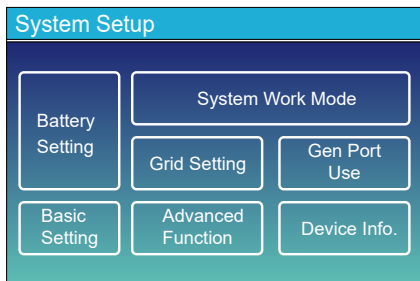 System Setup
Battery
Setting
System Work Mode
Grid Setting
Gen Port
Use
Basic
Setting
Advanced
Function
Device Info.